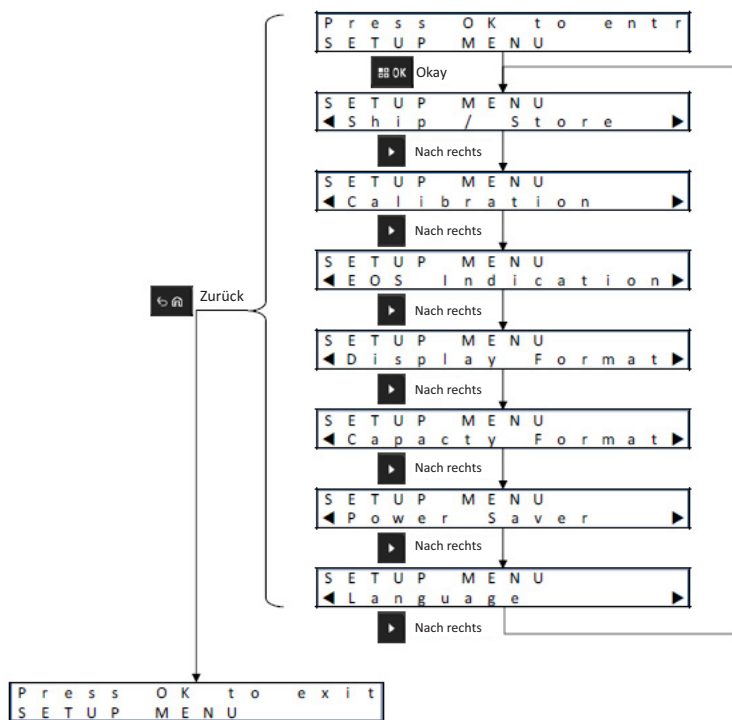 Press OK to entr
SETUP MENU
OK Okay
SETUP MENU
◀Ship / Store ▶
Nach rechts
SETUP MENU
◀Calibration ▶
Nach rechts
SETUP MENU
◀EOS Indication▶
Nach rechts
Zurück
SETUP MENU
◀Display Format▶
Nach rechts
SETUP MENU
◀Capacty Format▶
Nach rechts
SETUP MENU
◀Power Saver ▶
Nach rechts
SETUP MENU
◀Language ▶
Nach rechts
Press OK to exit
SETUP MENU